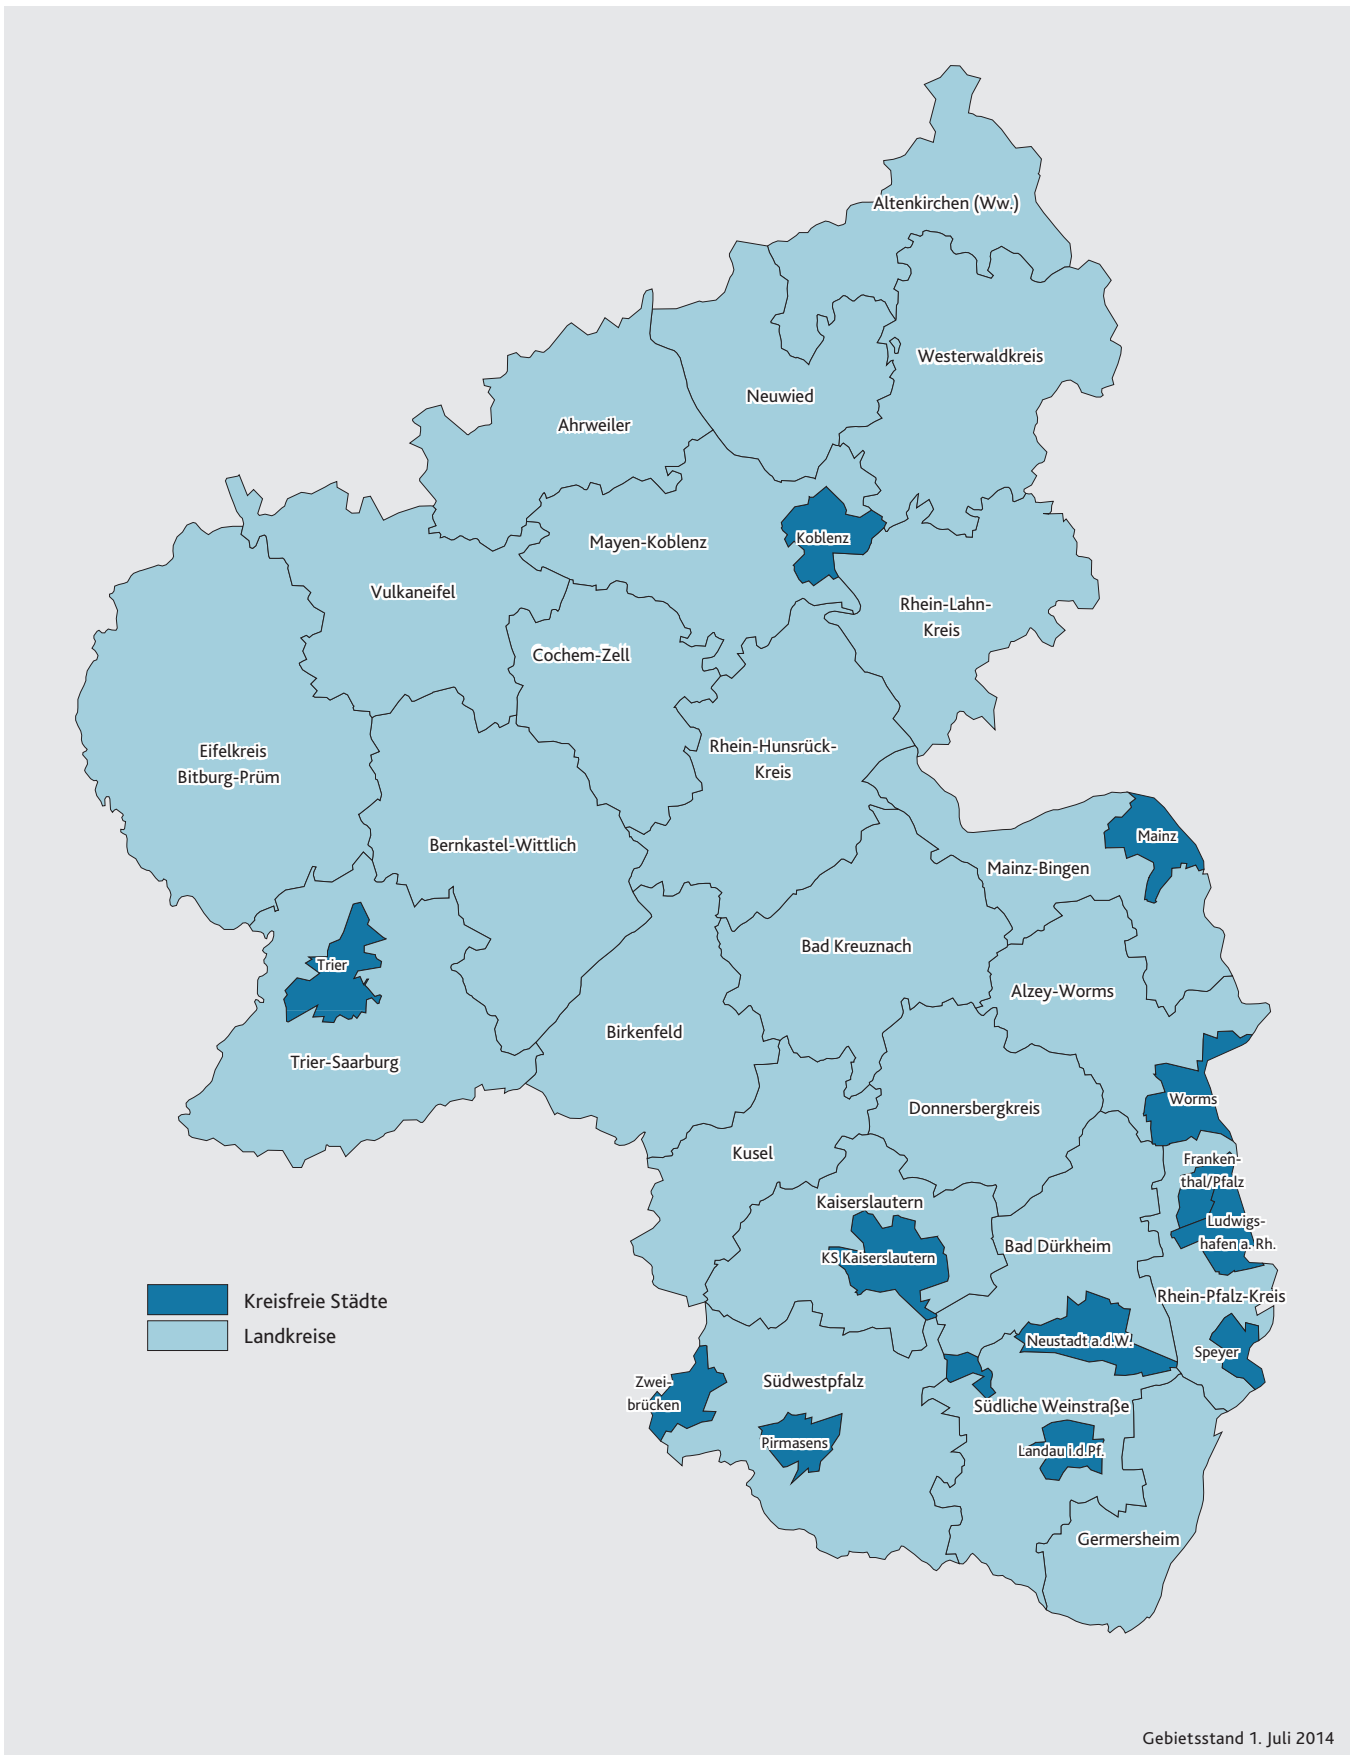 Altenkirchen (Ww.)
Westerwaldkreis
Neuwied
Ahrweiler
Mayen-Koblenz
Koblenz
Vulkaneifel
Rhein-Lahn-
Kreis
Cochem-Zell
Eifelkreis
Bitburg-Prüm
Rhein-Hunsrück-
Kreis
Bernkastel-Wittlich
Mainz
Mainz-Bingen
Bad Kreuznach
Trier
Alzey-Worms
Birkenfeld
Trier-Saarburg
Worms
Donnersbergkreis
Kusel
Franken-
thal/Pfalz
Kaiserslautern
Ludwigs-
hafen a. Rh.
Bad Dürkheim
KS Kaiserslautern
Rhein-Pfalz-Kreis
Kreisfreie Städte
Landkreise
Neustadt a.d.W.
Speyer
Zwei-
brücken
Südwestpfalz
Südliche Weinstraße
Pirmasens
Landau i.d.Pf.
Germersheim
Gebietsstand 1. Juli 2014